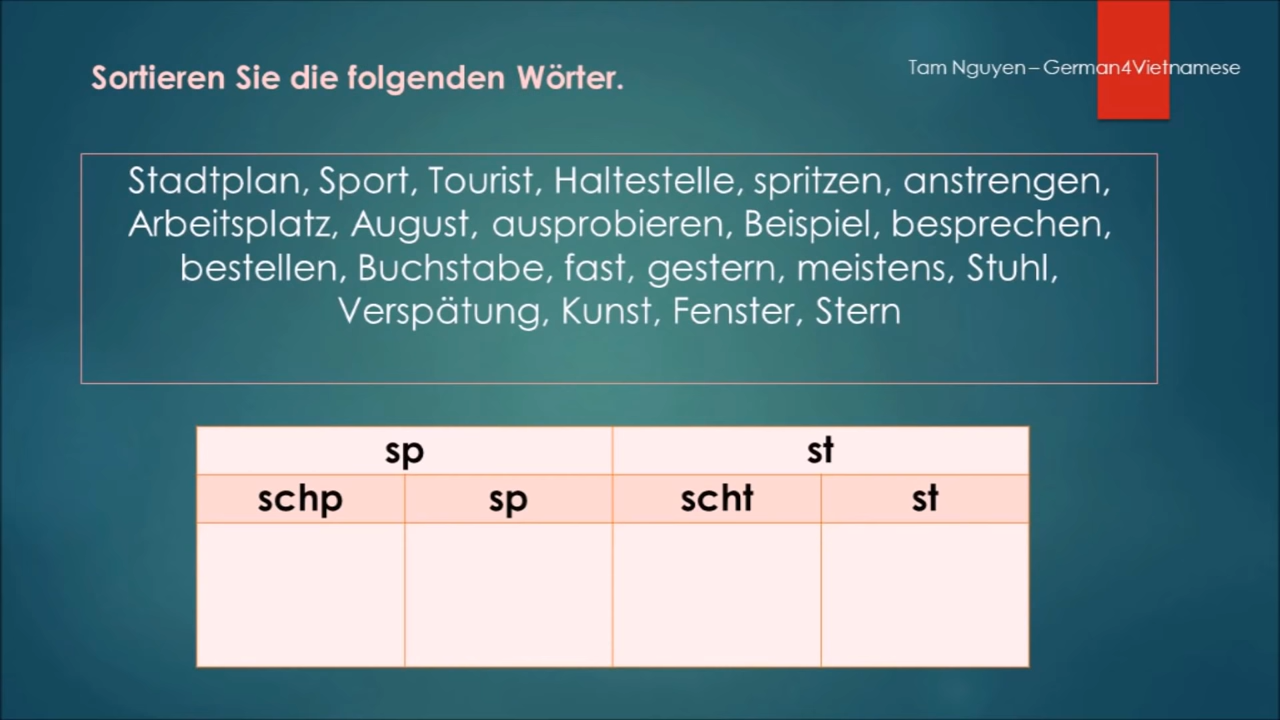 Sortieren Sie die folgenden Wörter.
Tam Nguyen – German4Vietnamese
Stadtplan, Sport, Tourist, Haltestelle, spritzen, anstrengen,
Arbeitsplatz, August, ausprobieren, Beispiel, besprechen,
bestellen, Buchstabe, fast, gestern, meistens, Stuhl,
Verspätung, Kunst, Fenster, Stern
sp st
schp sp scht st